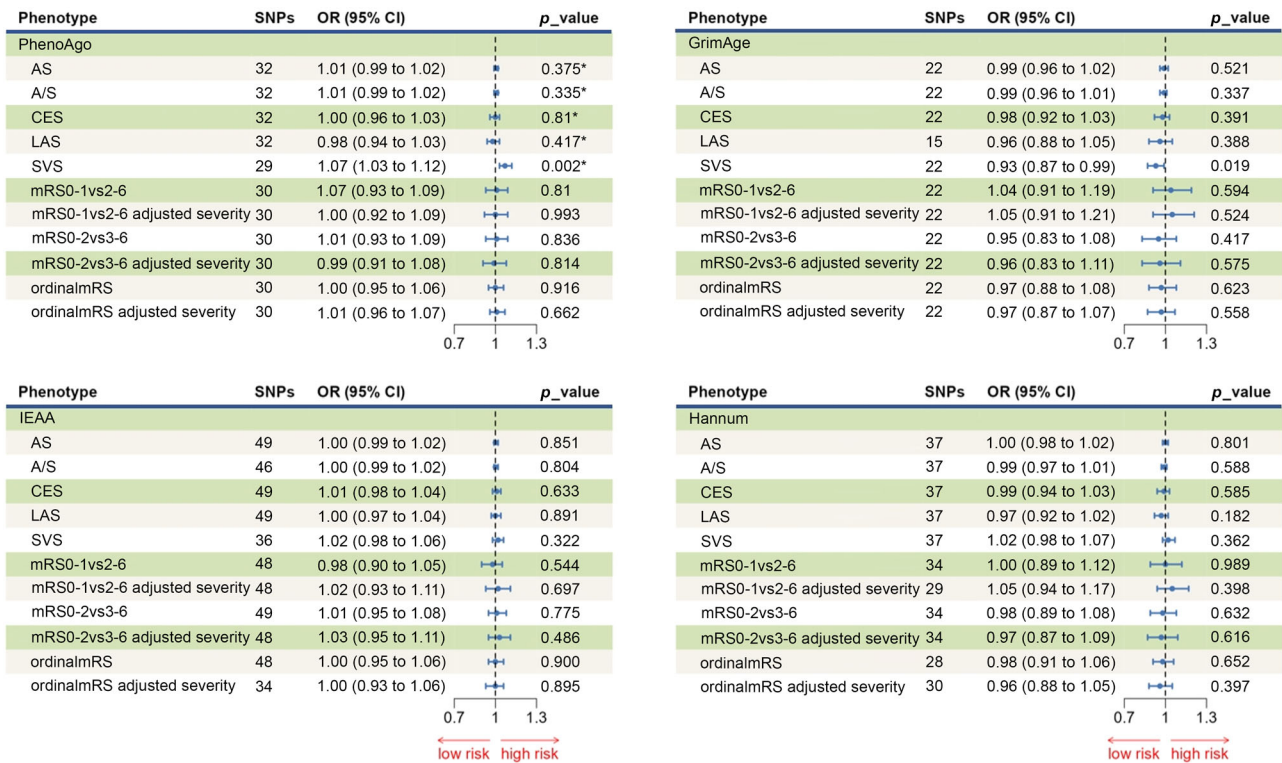 Phenotype SNPs OR (95% CI) p_value
PhenoAgo
AS 32 1.01 (0.99 to 1.02) 0.375*
A/S 32 1.01 (0.99 to 1.02) 0.335*
CES 32 1.00 (0.96 to 1.03) 0.81*
LAS 32 0.98 (0.94 to 1.03) 0.417*
SVS 29 1.07 (1.03 to 1.12) 0.002*
mRS0-1vs2-6 30 1.07 (0.93 to 1.09) 0.81
mRS0-1vs2-6 adjusted severity 30 1.00 (0.92 to 1.09) 0.993
mRS0-2vs3-6 30 1.01 (0.93 to 1.09) 0.836
mRS0-2vs3-6 adjusted severity 30 0.99 (0.91 to 1.08) 0.814
ordinalmRS 30 1.00 (0.95 to 1.06) 0.916
ordinalmRS adjusted severity 30 1.01 (0.96 to 1.07) 0.662
0.7 1 1.3
Phenotype SNPs OR (95% CI) p_value
GrimAge
AS 22 0.99 (0.96 to 1.02) 0.521
A/S 22 0.99 (0.96 to 1.01) 0.337
CES 22 0.98 (0.92 to 1.03) 0.391
LAS 15 0.96 (0.88 to 1.05) 0.388
SVS 22 0.93 (0.87 to 0.99) 0.019
mRS0-1vs2-6 22 1.04 (0.91 to 1.19) 0.594
mRS0-1vs2-6 adjusted severity 22 1.05 (0.91 to 1.21) 0.524
mRS0-2vs3-6 22 0.95 (0.83 to 1.08) 0.417
mRS0-2vs3-6 adjusted severity 22 0.96 (0.83 to 1.11) 0.575
ordinalmRS 22 0.97 (0.88 to 1.08) 0.623
ordinalmRS adjusted severity 22 0.97 (0.87 to 1.07) 0.558
0.7 1 1.3
Phenotype SNPs OR (95% CI) p_value
IEAA
AS 49 1.00 (0.99 to 1.02) 0.851
A/S 46 1.00 (0.99 to 1.02) 0.804
CES 49 1.01 (0.98 to 1.04) 0.633
LAS 49 1.00 (0.97 to 1.04) 0.891
SVS 36 1.02 (0.98 to 1.06) 0.322
mRS0-1vs2-6 48 0.98 (0.90 to 1.05) 0.544
mRS0-1vs2-6 adjusted severity 48 1.02 (0.93 to 1.11) 0.697
mRS0-2vs3-6 49 1.01 (0.95 to 1.08) 0.775
mRS0-2vs3-6 adjusted severity 48 1.03 (0.95 to 1.11) 0.486
ordinalmRS 48 1.00 (0.95 to 1.06) 0.900
ordinalmRS adjusted severity 34 1.00 (0.93 to 1.06) 0.895
0.7 1 1.3
low risk high risk
Phenotype SNPs OR (95% CI) p_value
Hannum
AS 37 1.00 (0.98 to 1.02) 0.801
A/S 37 0.99 (0.97 to 1.01) 0.588
CES 37 0.99 (0.94 to 1.03) 0.585
LAS 37 0.97 (0.92 to 1.02) 0.182
SVS 37 1.02 (0.98 to 1.07) 0.362
mRS0-1vs2-6 34 1.00 (0.89 to 1.12) 0.989
mRS0-1vs2-6 adjusted severity 29 1.05 (0.94 to 1.17) 0.398
mRS0-2vs3-6 34 0.98 (0.89 to 1.08) 0.632
mRS0-2vs3-6 adjusted severity 34 0.97 (0.87 to 1.09) 0.616
ordinalmRS 28 0.98 (0.91 to 1.06) 0.652
ordinalmRS adjusted severity 30 0.96 (0.88 to 1.05) 0.397
0.7 1 1.3
low risk high risk